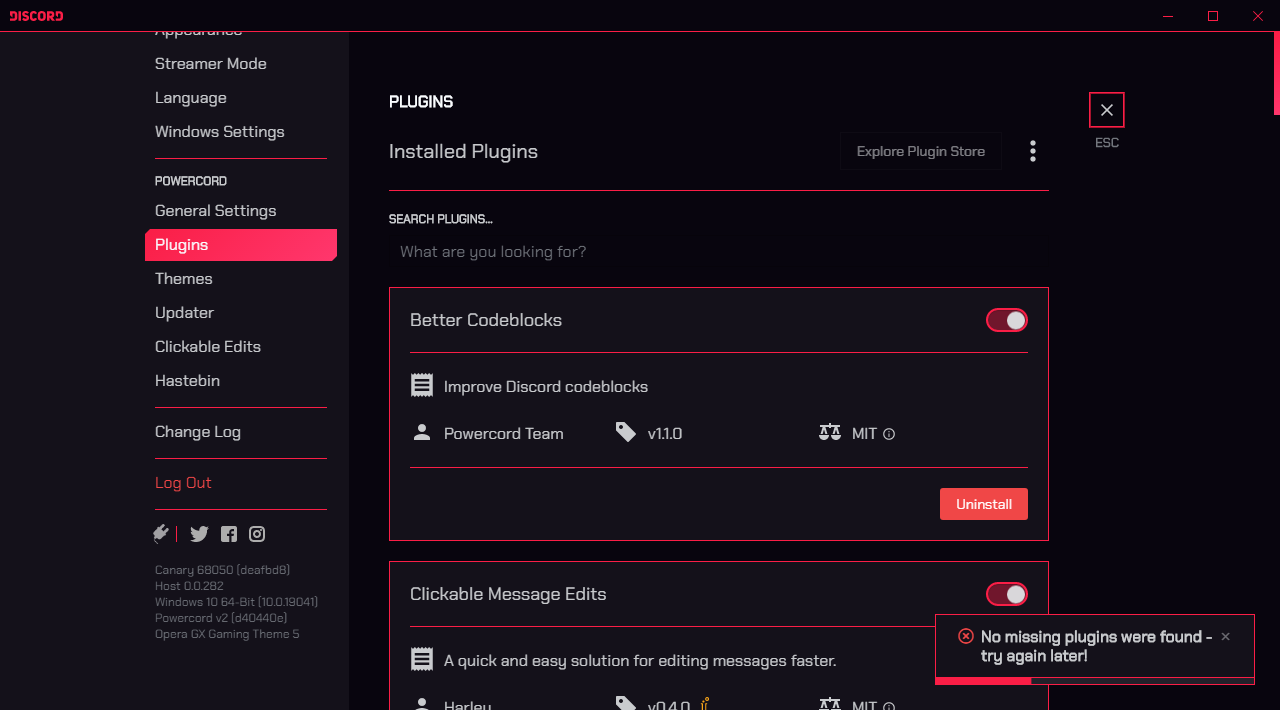 DISCORD
Appearance
Streamer Mode
Language
Windows Settings
POWERCORD
General Settings
Plugins
Themes
Updater
Clickable Edits
Hastebin
Change Log
Log Out
Canary 68050 (deafbd8)
Host 0.0.282
Windows 10 64-Bit (10.0.19041)
Powercord v2 (d40440e)
Opera GX Gaming Theme 5
PLUGINS
Installed Plugins
Explore Plugin Store
ESC
SEARCH PLUGINS...
What are you looking for?
Better Codeblocks
Improve Discord codeblocks
Powercord Team
v1.1.0
MIT
Uninstall
Clickable Message Edits
A quick and easy solution for editing messages faster.
Harley
v0.4.0
MIT
No missing plugins were found -
try again later!